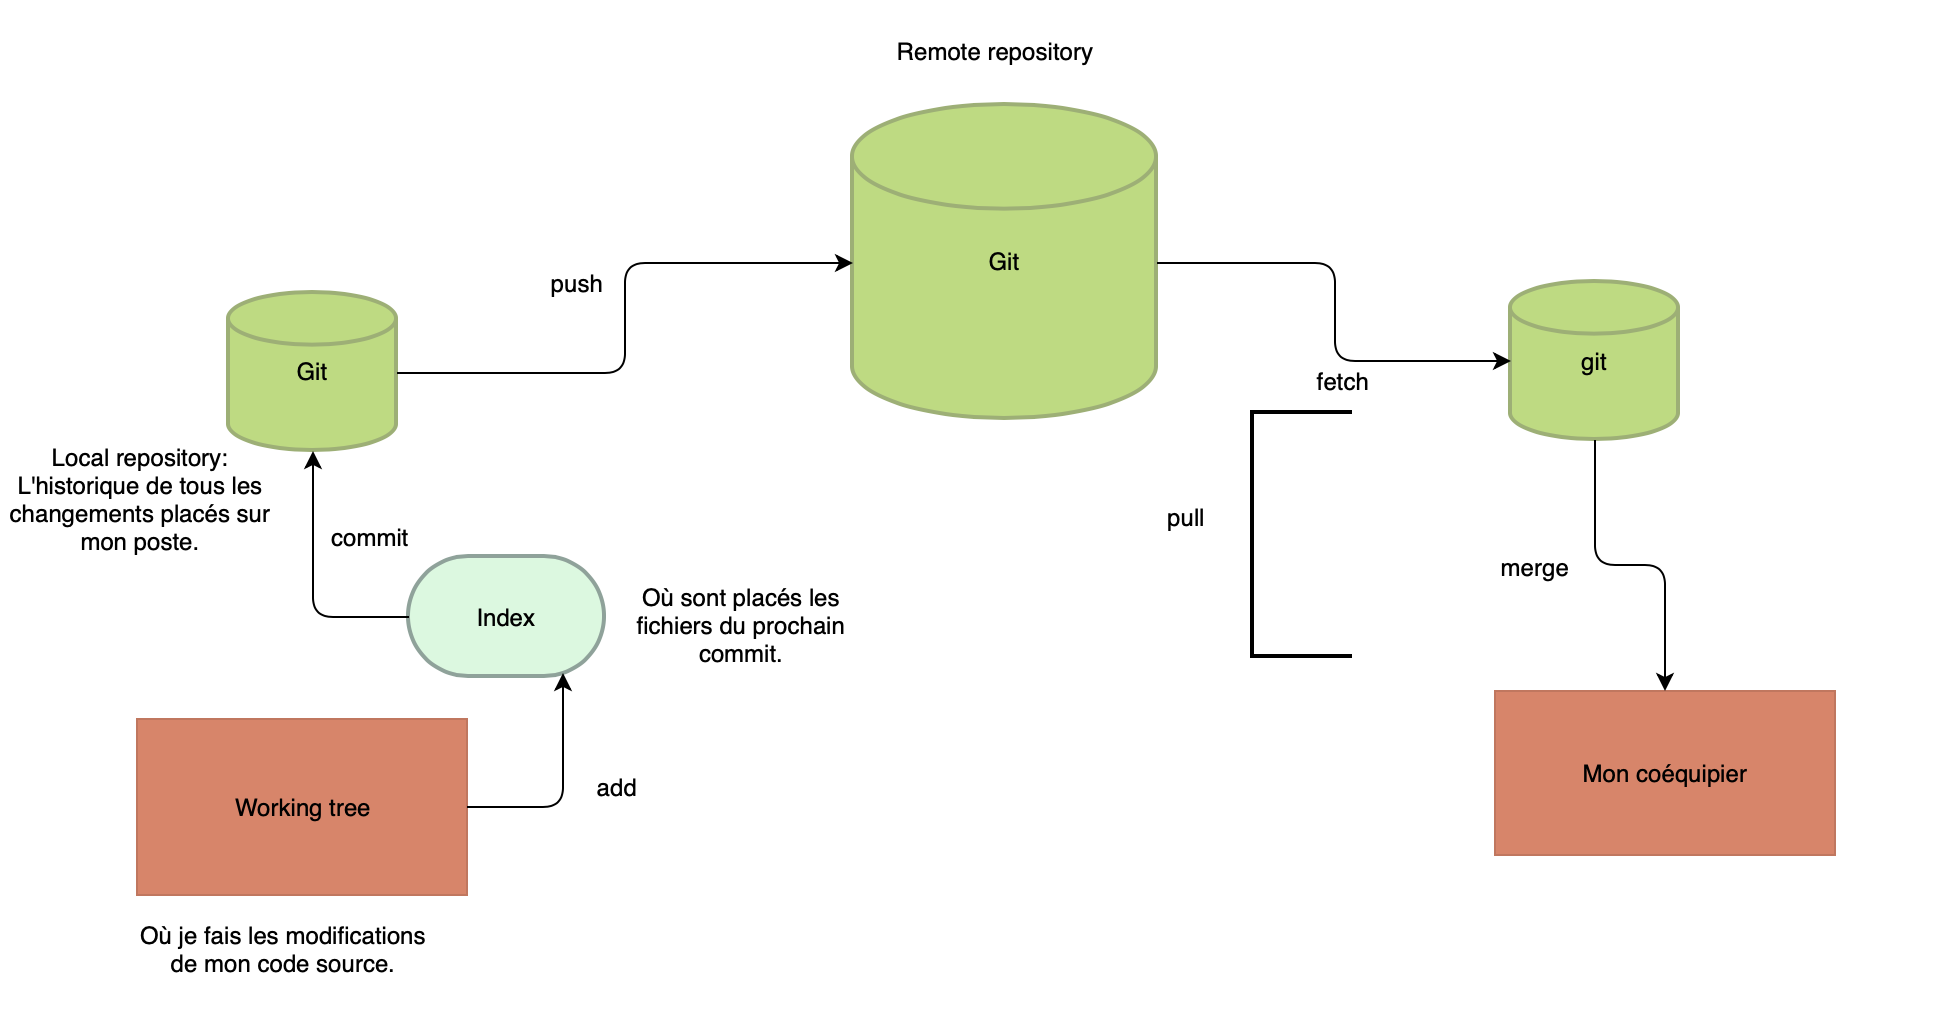 Remote repository
Git
push
Git
git
fetch
Local repository:
L'historique de tous les
changements placés sur
mon poste.
commit
pull
merge
Index
Où sont placés les
fichiers du prochain
commit.
Working tree
add
Mon coéquipier
Où je fais les modifications
de mon code source.